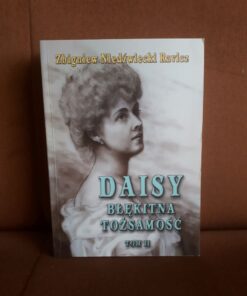 Zbigniew Niedźwiecki Ravicz
DAISY
BŁĘKITNA
TOŻSAMOŚĆ
TOM II